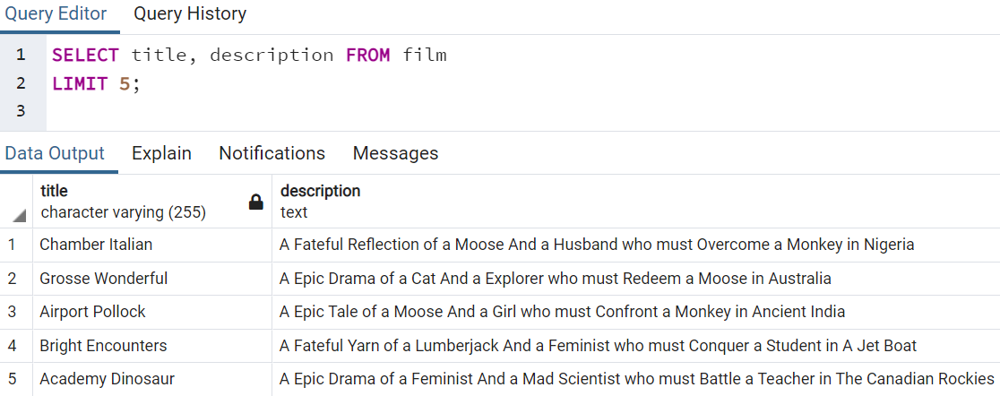 Query Editor Query History
1 SELECT title, description FROM film
2 LIMIT 5;
3
Data Output Explain Notifications Messages
title description
character varying (255) text
1 Chamber Italian A Fateful Reflection of a Moose And a Husband who must Overcome a Monkey in Nigeria
2 Grosse Wonderful A Epic Drama of a Cat And a Explorer who must Redeem a Moose in Australia
3 Airport Pollock A Epic Tale of a Moose And a Girl who must Confront a Monkey in Ancient India
4 Bright Encounters A Fateful Yarn of a Lumberjack And a Feminist who must Conquer a Student in A Jet Boat
5 Academy Dinosaur A Epic Drama of a Feminist And a Mad Scientist who must Battle a Teacher in The Canadian Rockies